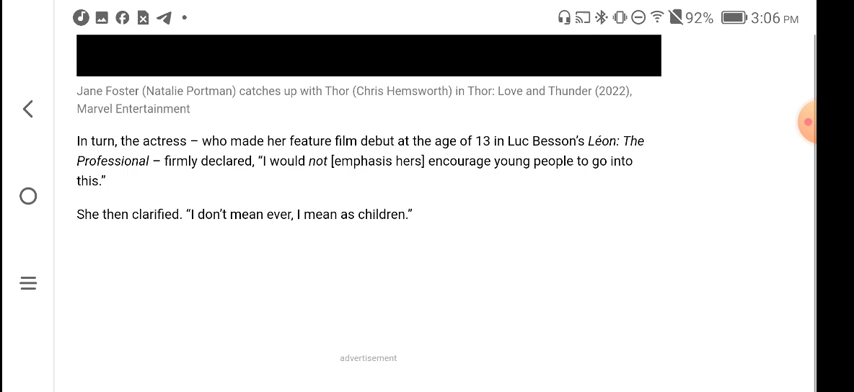 92% 3:06 PM
Jane Foster (Natalie Portman) catches up with Thor (Chris Hemsworth) in Thor: Love and Thunder (2022),
Marvel Entertainment
In turn, the actress – who made her feature film debut at the age of 13 in Luc Besson’s Léon: The
Professional – firmly declared, “I would not [emphasis hers] encourage young people to go into
this.”
She then clarified. “I don’t mean ever, I mean as children.”
advertisement